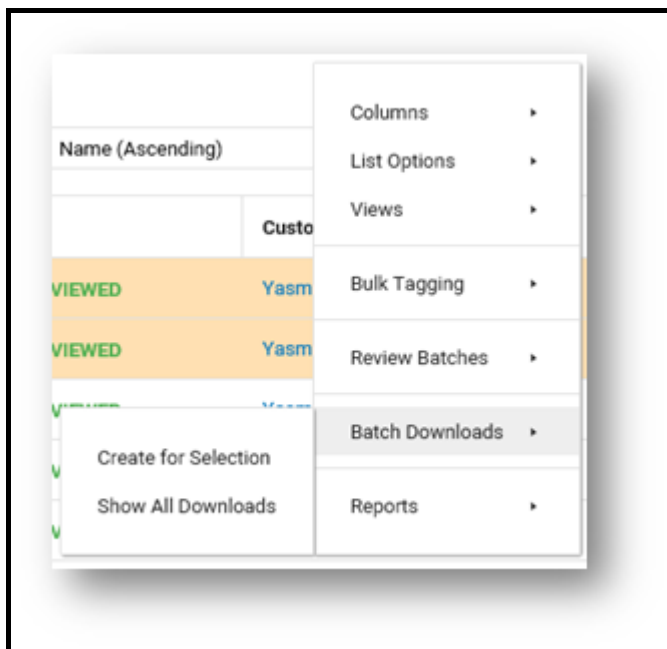 Columns
Name (Ascending)
List Options
Views
Custo
VIEWED
Yasm
Bulk Tagging
VIEWED
Yasm
Review Batches
Batch Downloads
Create for Selection
Show All Downloads
Reports